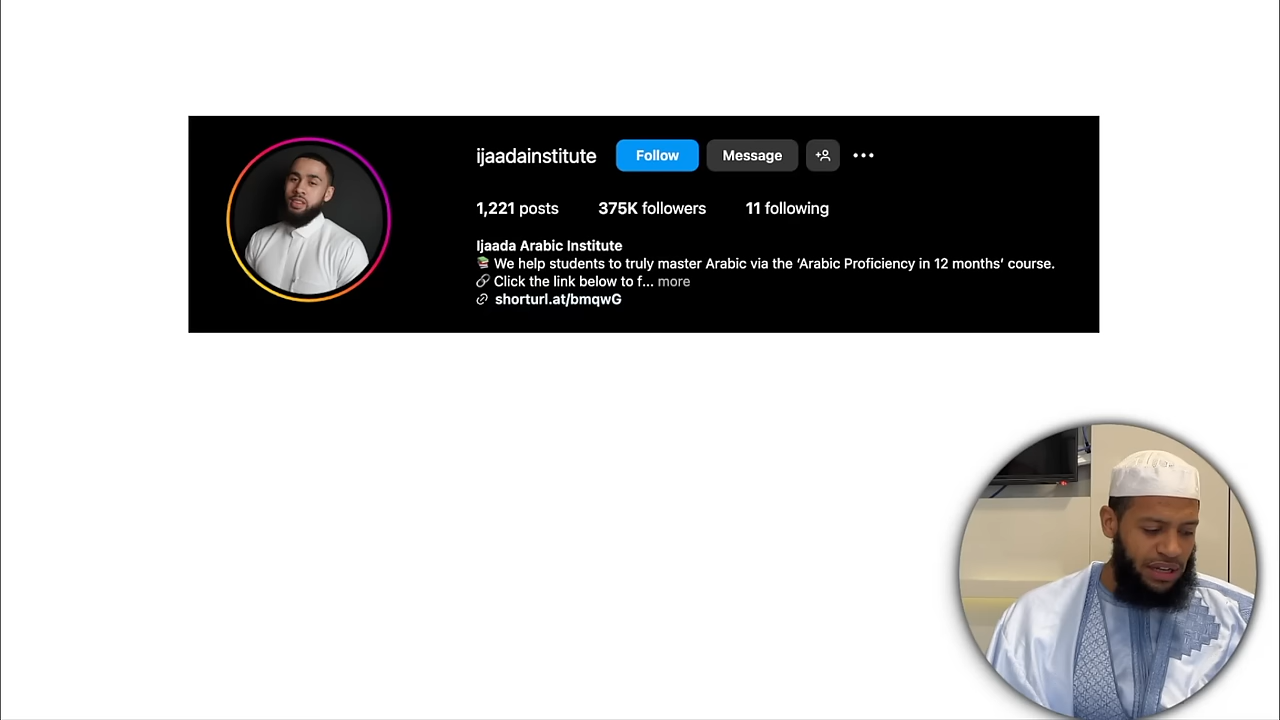 ijaadainstitute Follow Message
1,221 posts 375K followers 11 following
Ijaada Arabic Institute
📚 We help students to truly master Arabic via the ‘Arabic Proficiency in 12 months’ course.
🔗 Click the link below to f... more
shorturl.at/bmqwG